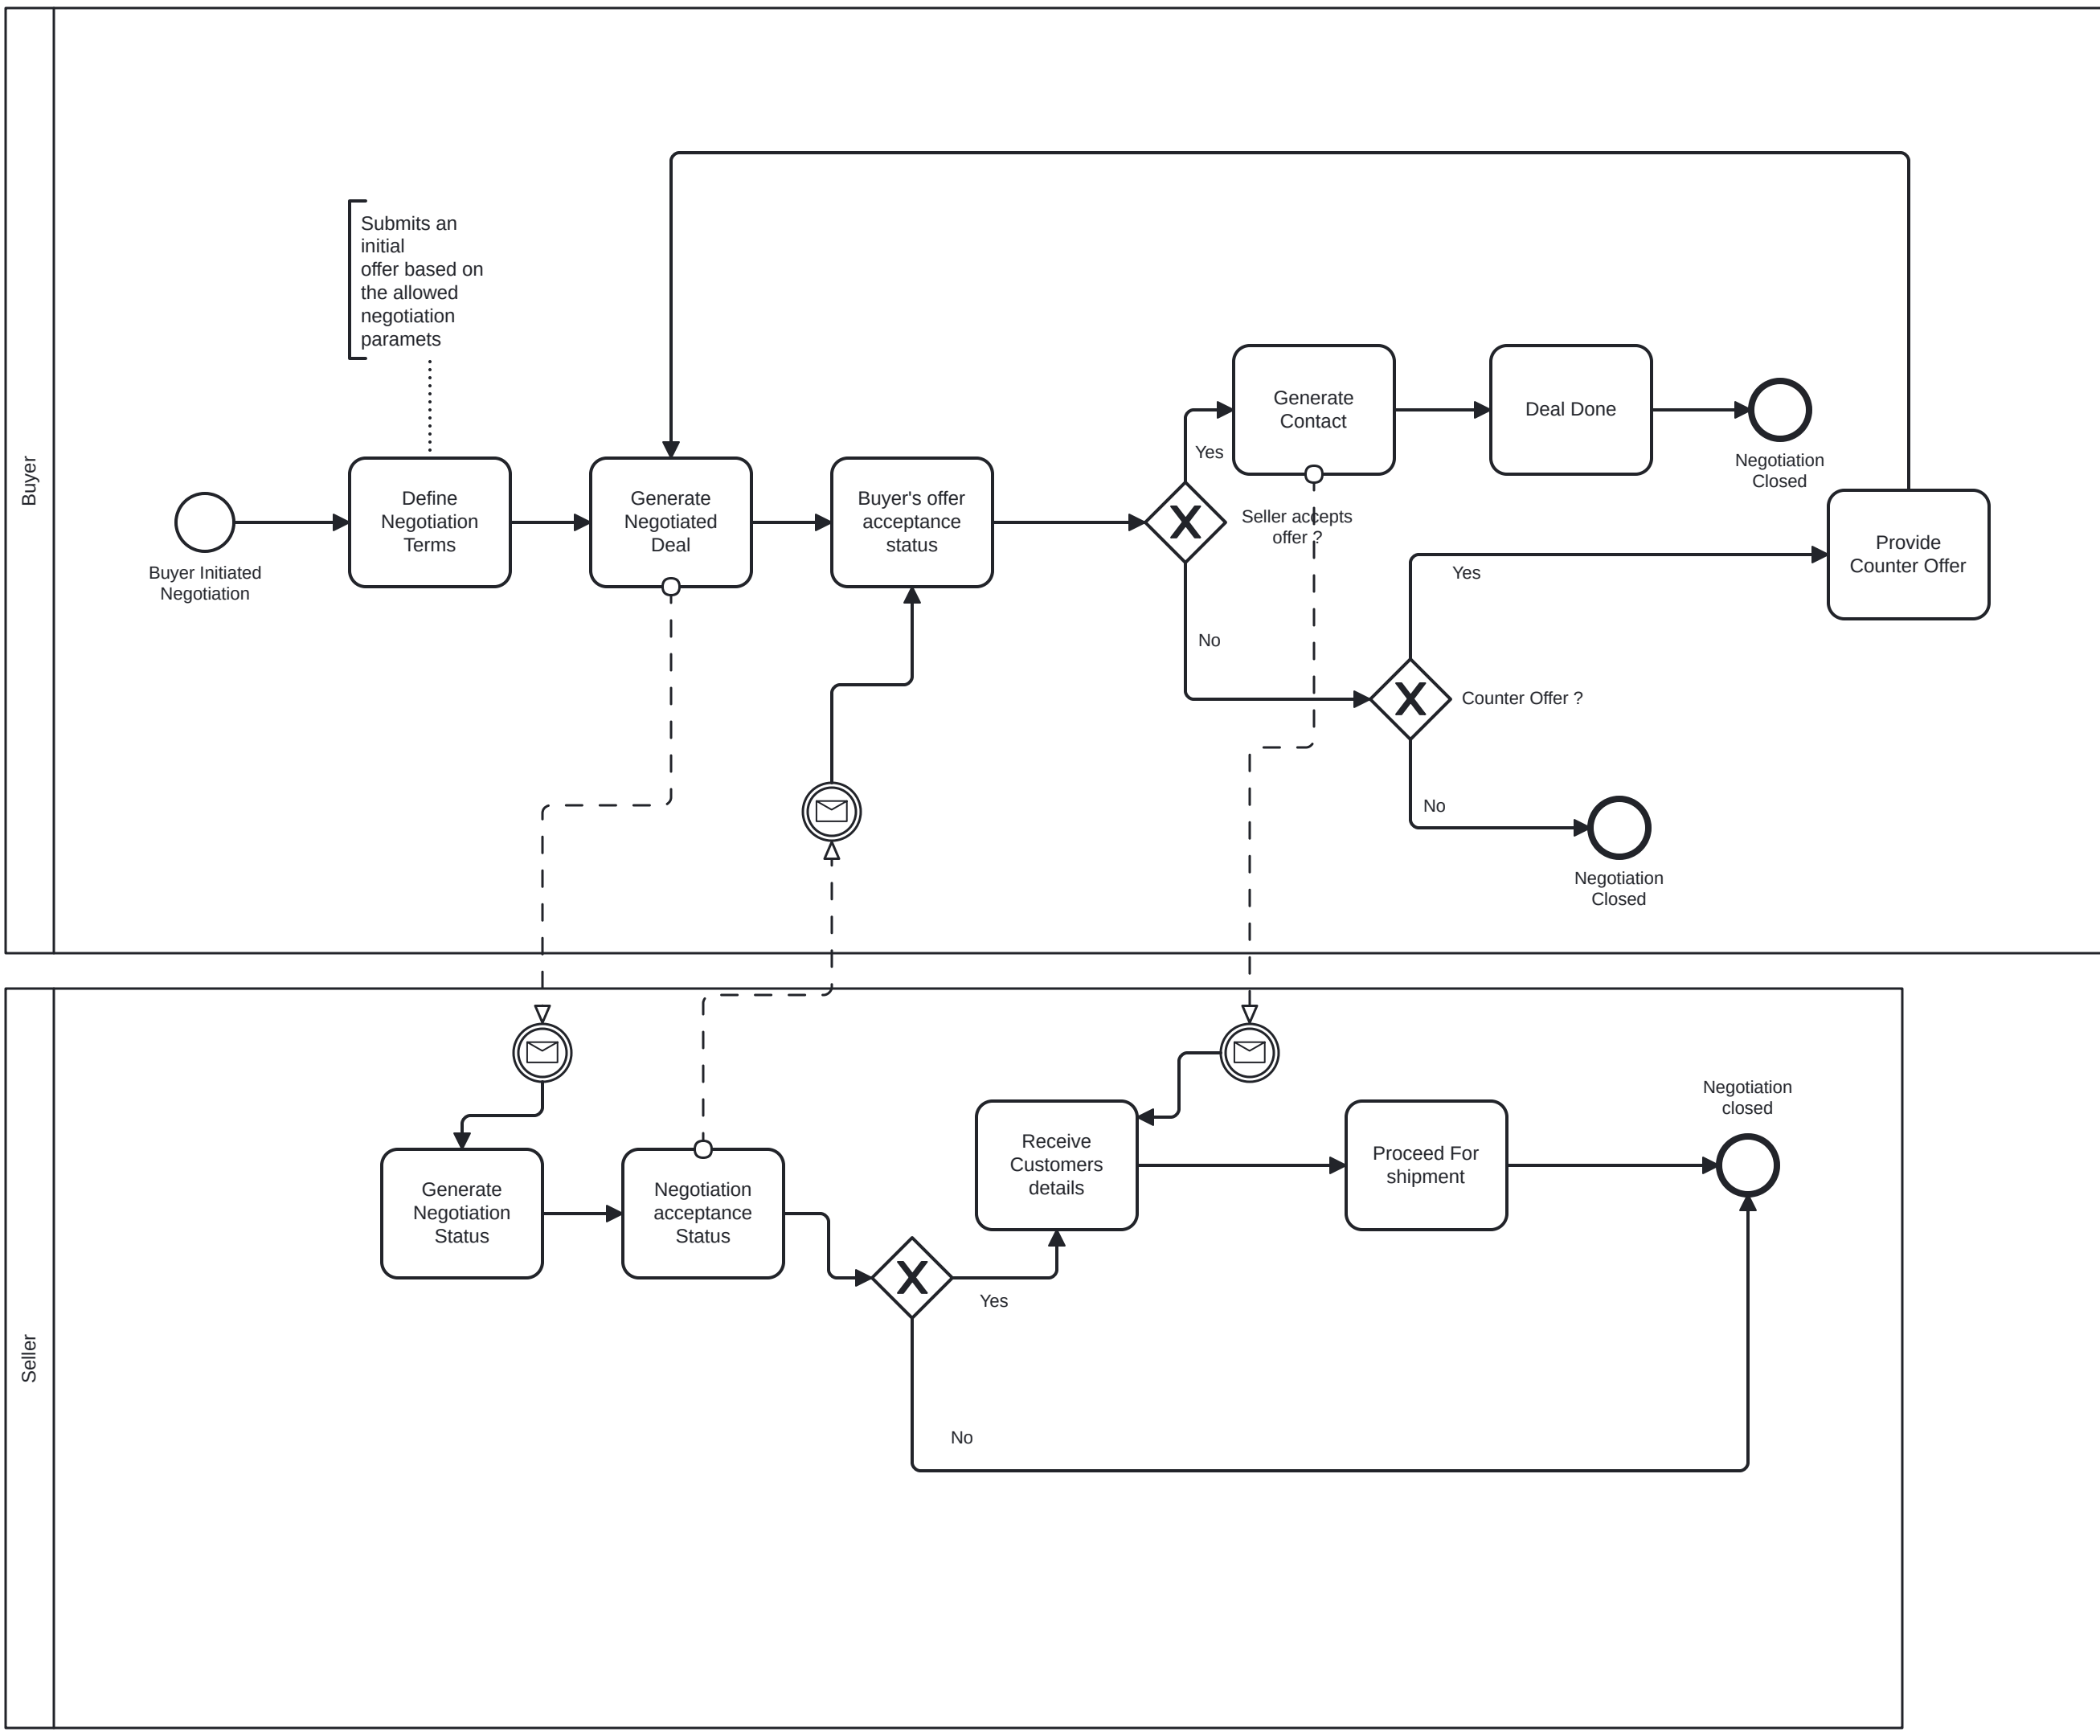 Buyer
Submits an
initial
offer based on
the allowed
negotiation
paramets
Buyer Initiated
Negotiation
Define
Negotiation
Terms
Generate
Negotiated
Deal
Buyer's offer
acceptance
status
Yes
Seller accepts
offer ?
No
Generate
Contact
Deal Done
Negotiation
Closed
Yes
Provide
Counter Offer
Counter Offer ?
No
Negotiation
Closed
Seller
Generate
Negotiation
Status
Negotiation
acceptance
Status
Yes
No
Receive
Customers
details
Proceed For
shipment
Negotiation
closed